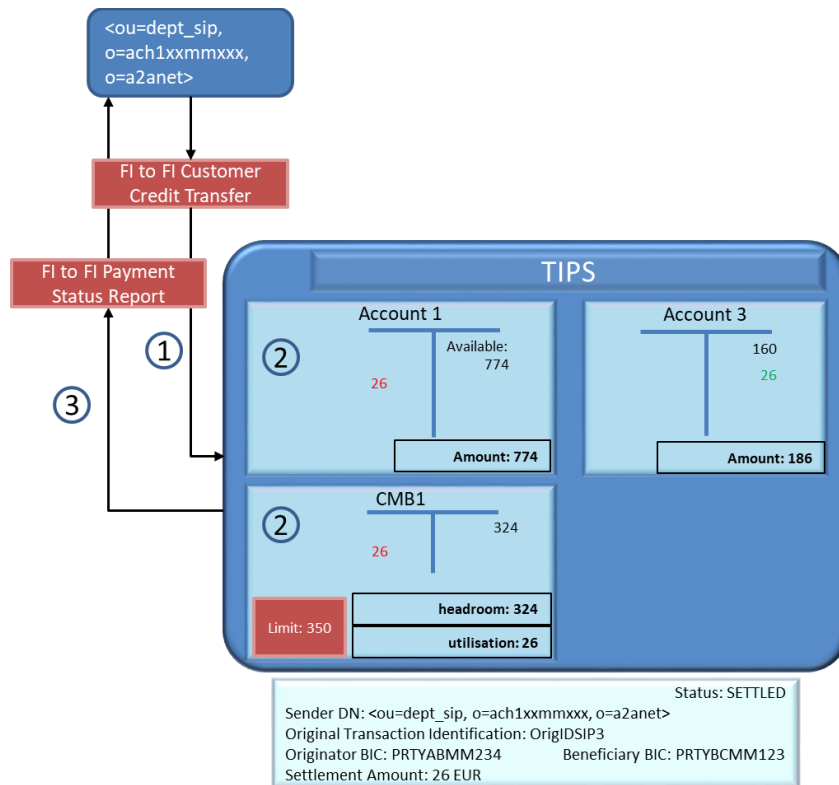 <ou=dept_sip,
o=ach1xxmmxxx,
o=a2anet>
FI to FI Customer
Credit Transfer
FI to FI Payment
Status Report
1
3
TIPS
Account 1
2
Available:
774
26
Amount: 774
Account 3
160
26
Amount: 186
CMB1
2
324
26
Limit: 350
headroom: 324
utilisation: 26
Status: SETTLED
Sender DN: <ou=dept_sip, o=ach1xxmmxxx, o=a2anet>
Original Transaction Identification: OrigIDSIP3
Originator BIC: PRTYABMM234 Beneficiary BIC: PRTYBCMM123
Settlement Amount: 26 EUR